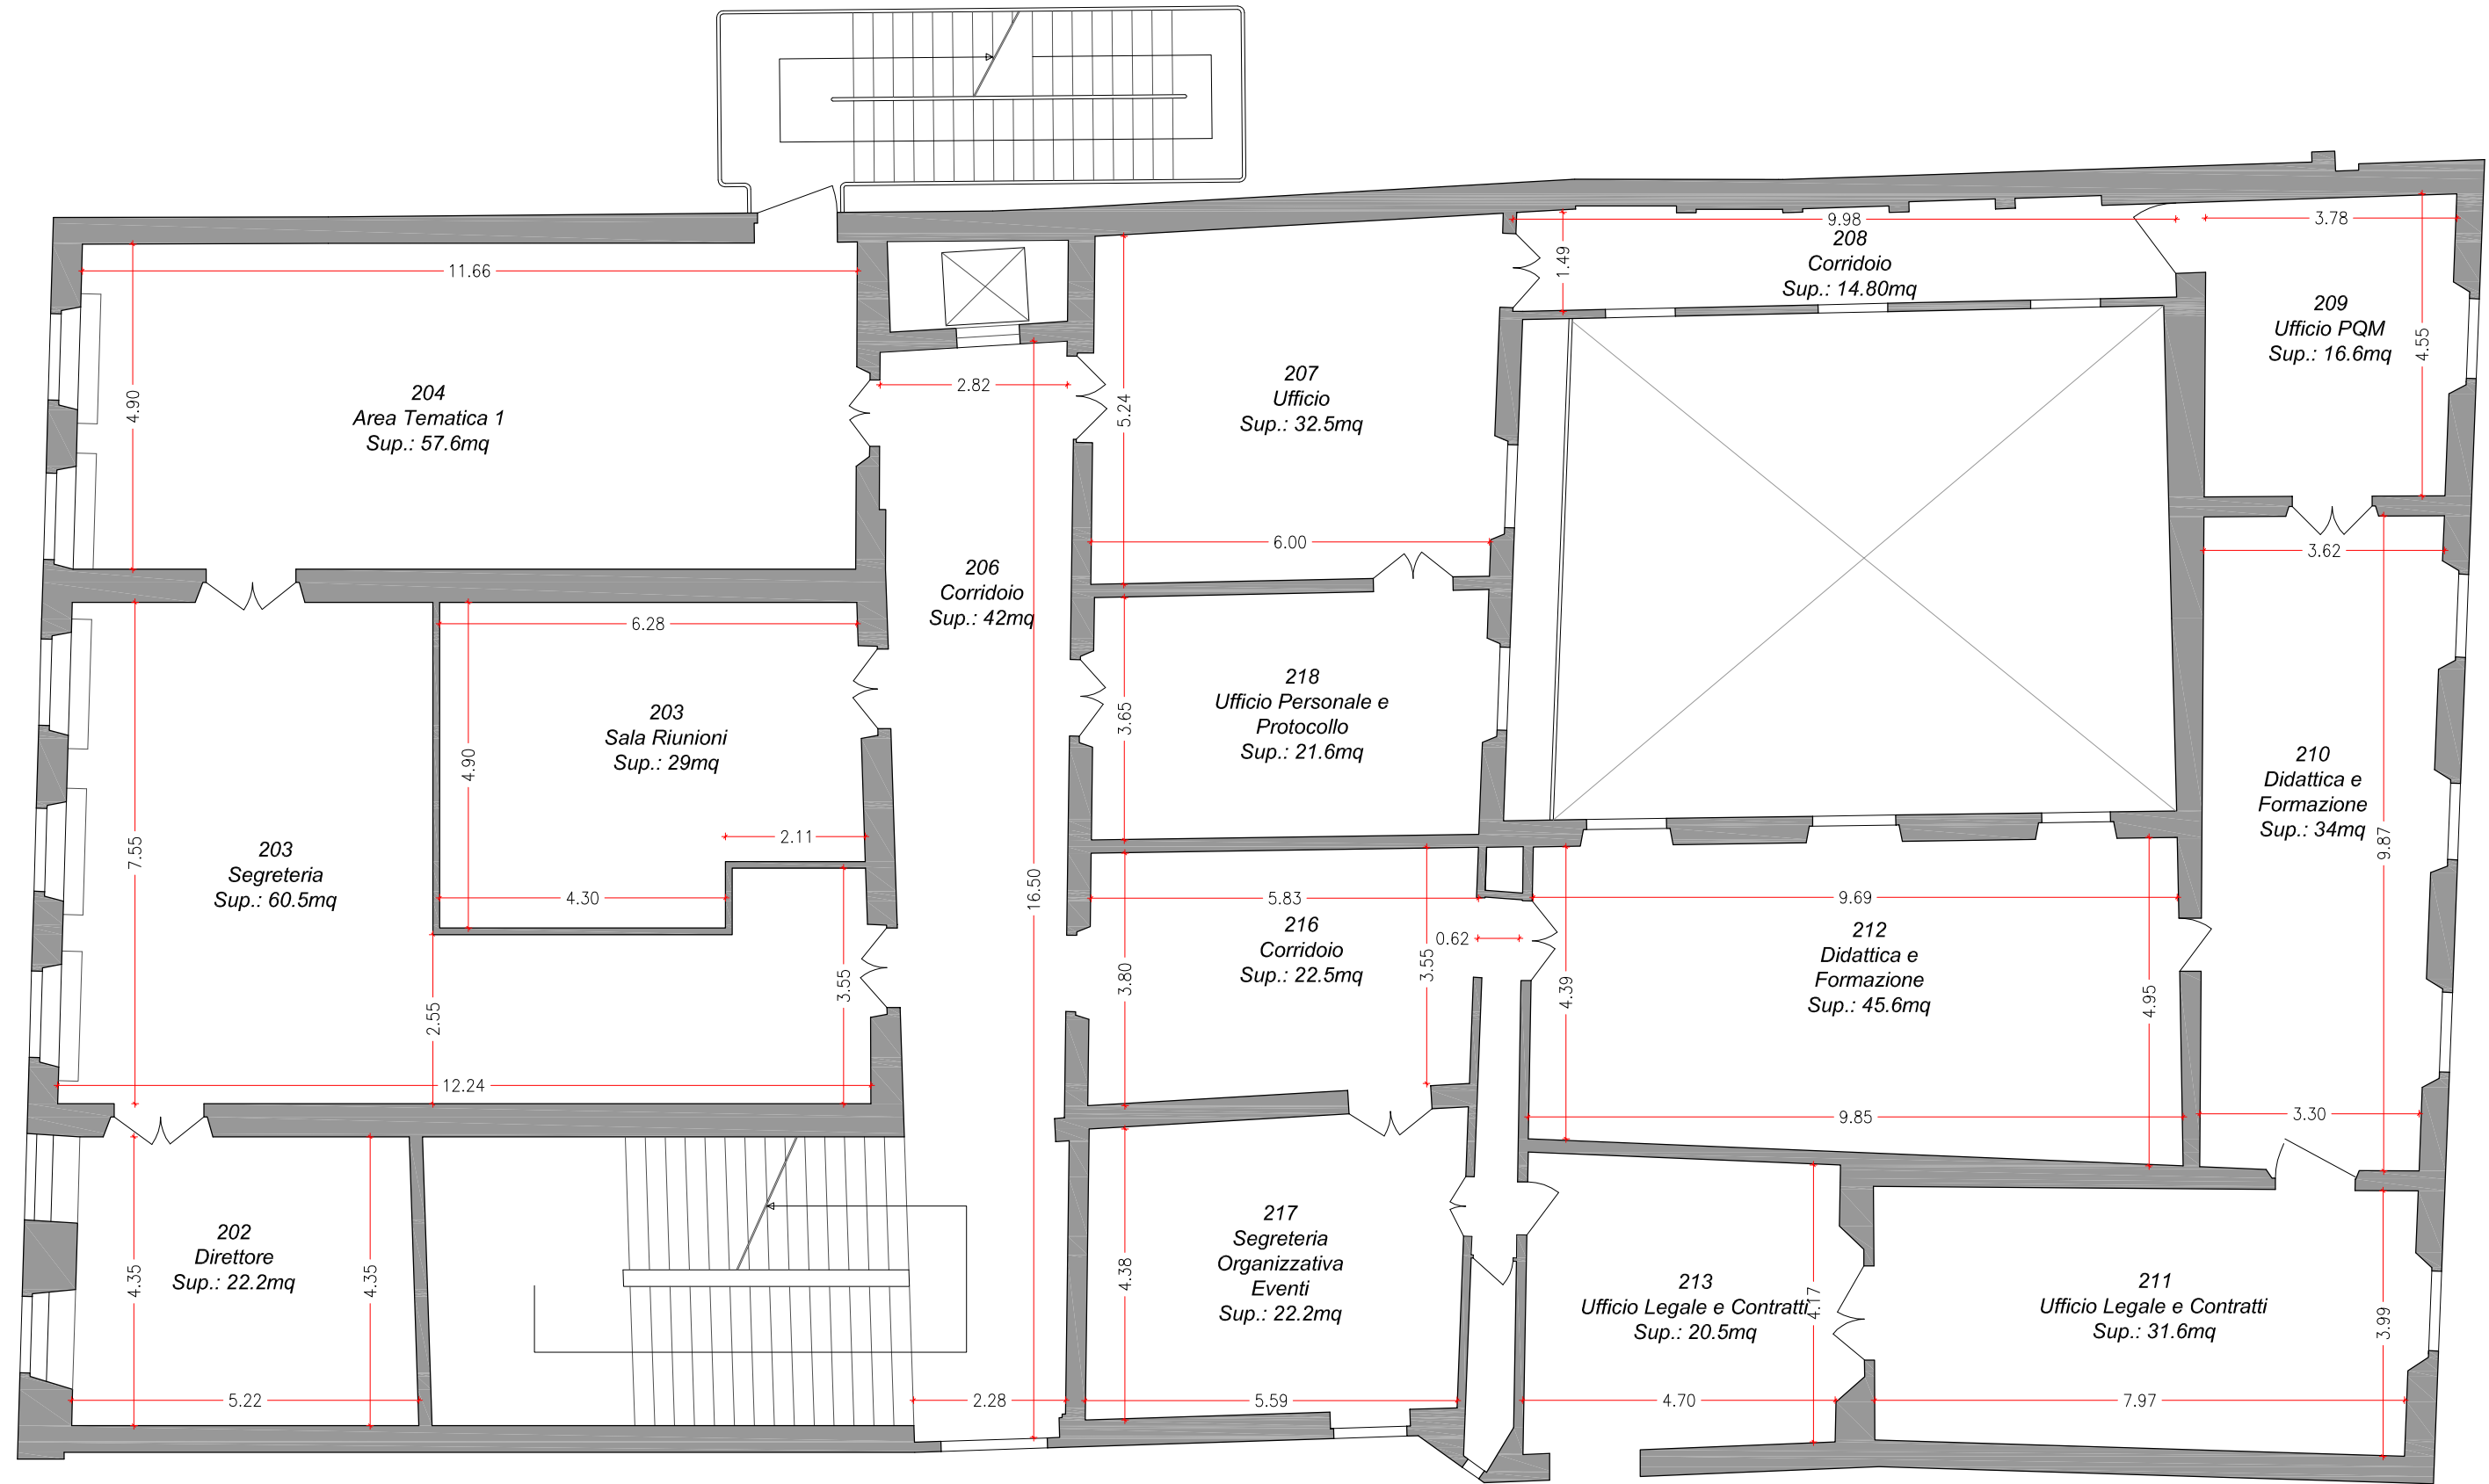 9.98
3.78
208
Corridoio
Sup.: 14.80mq
1.49
11.66
209
Ufficio PQM
Sup.: 16.6mq
4.55
204
Area Tematica 1
Sup.: 57.6mq
4.90
2.82
5.24
207
Ufficio
Sup.: 32.5mq
6.00
3.62
206
Corridoio
Sup.: 42mq
6.28
203
Sala Riunioni
Sup.: 29mq
4.90
2.11
4.30
218
Ufficio Personale e
Protocollo
Sup.: 21.6mq
3.65
210
Didattica e
Formazione
Sup.: 34mq
9.87
7.55
203
Segreteria
Sup.: 60.5mq
16.50
5.83
216
Corridoio
Sup.: 22.5mq
0.62
3.80
3.55
9.69
212
Didattica e
Formazione
Sup.: 45.6mq
4.39
4.95
2.55
3.55
12.24
9.85
3.30
202
Direttore
Sup.: 22.2mq
4.35
4.35
5.22
2.28
217
Segreteria
Organizzativa
Eventi
Sup.: 22.2mq
4.38
5.59
213
Ufficio Legale e Contratti
Sup.: 20.5mq
4.17
4.70
211
Ufficio Legale e Contratti
Sup.: 31.6mq
3.99
7.97